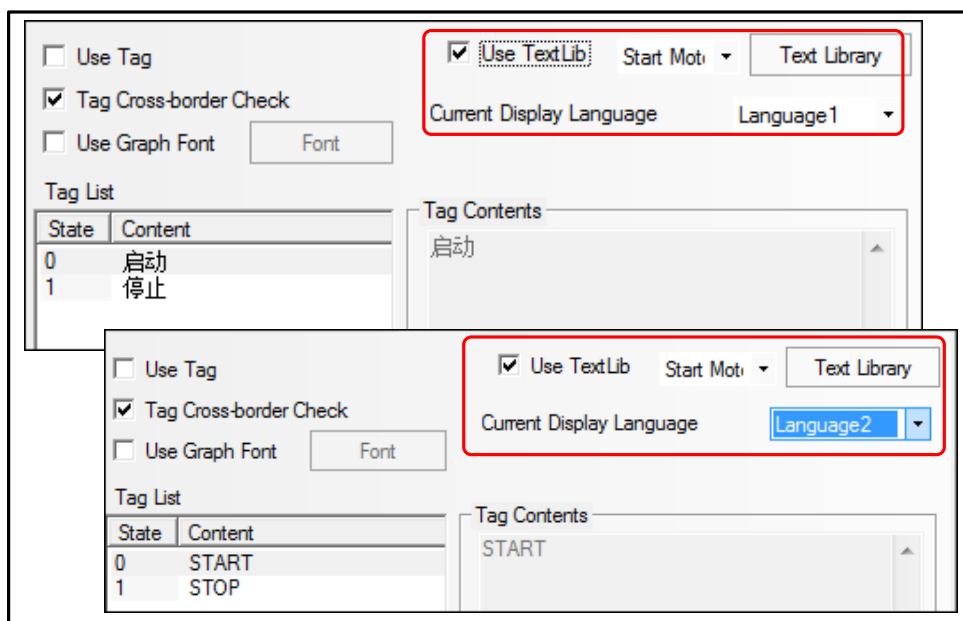 Use Tag
Use TextLib
Start Mot
Text Library
Tag Cross-border Check
Current Display Language
Language1
Use Graph Font
Font
Tag List
Tag Contents
State Content
0 启动
1 停止
启动
Use Tag
Use TextLib
Start Mot
Text Library
Tag Cross-border Check
Current Display Language
Language2
Use Graph Font
Font
Tag List
Tag Contents
State Content
0 START
1 STOP
START